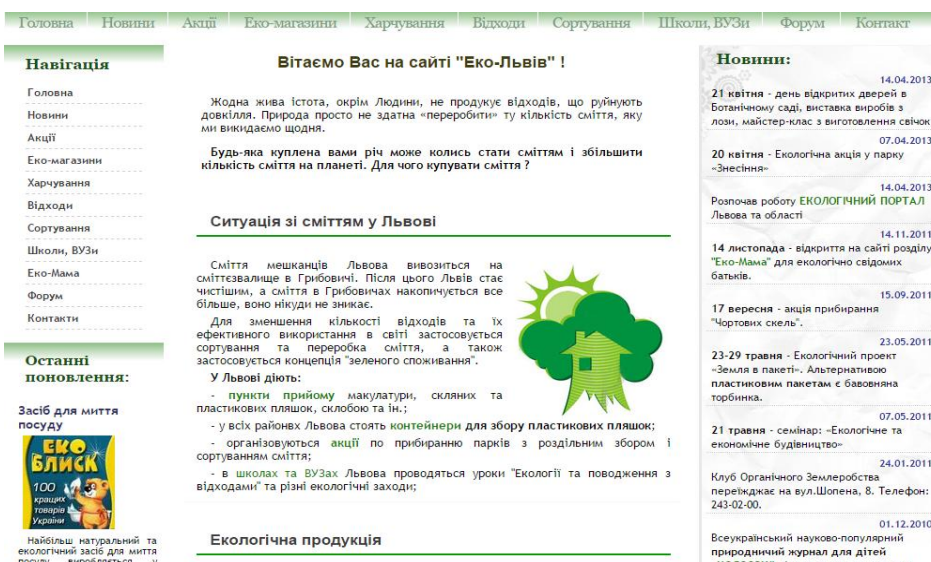 Головна Новини Акції Еко-магазини Харчування Відходи Сортування Школи, ВУЗи Форум Контакт
Навігація
Головна
Новини
Акції
Еко-магазини
Харчування
Відходи
Сортування
Школи, ВУЗи
Еко-Мама
Форум
Контакти
Останні
поновлення:
Засіб для миття
посуду
ЕКО
БЛИСК
100
кращих
товарів
України
Найбільш натуральний та
екологічний засіб для миття
посуду виробляється у
Вітаємо Вас на сайті "Еко-Львів" !
Жодна жива істота, окрім Людини, не продукує відходів, що руйнують
довкілля. Природа просто не здатна «переробити» ту кількість сміття, яку
ми викидаємо щодня.
Будь-яка куплена вами річ може колись стати сміттям і збільшити
кількість сміття на планеті. Для чого купувати сміття ?
Ситуація зі сміттям у Львові
Сміття мешканців Львова вивозиться на
сміттєзвалище в Грибовичі. Після цього Львів стає
чистішим, а сміття в Грибовичах накопичується все
більше, воно нікуди не зникає.
Для зменшення кількості відходів та їх
ефективного використання в світі застосовується
сортування та переробка сміття, а також
застосовується концепція "зеленого споживання".
У Львові діють:
- пункти прийому макулатури, скляних та
пластикових пляшок, склобою та ін.;
- у всіх районвх Львова стоять контейнери для збору пластикових пляшок;
- організовуються акції по прибиранню парків з роздільним збором і
сортуванням сміття;
- в школах та ВУЗах Львова проводяться уроки "Екології та поводження з
відходами" та різні екологічні заходи;
Екологічна продукція
Новини:
14.04.2013
21 квітня - день відкритих дверей в
Ботанічному саді, виставка виробів з
лози, майстер-клас з виготовлення свічок
07.04.2013
20 квітня - Екологічна акція у парку
«Знесіння»
14.04.2013
Розпочав роботу ЕКОЛОГІЧНИЙ ПОРТАЛ
Львова та області
14.11.2011
14 листопада - відкриття на сайті розділу
"Еко-Мама" для екологічно свідомих
батьків.
15.09.2011
17 вересня - акція прибирання
"Чортових скель".
23.05.2011
23-29 травня - Екологічний проект
«Земля в пакеті». Альтернативою
пластиковим пакетам є бавовняна
торбинка.
07.05.2011
21 травня - семінар: «Екологічне та
економічне будівництво»
24.01.2011
Клуб Органічного Землеробства
переїжджає на вул.Шопена, 8. Телефон:
243-02-00.
01.12.2010
Всеукраїнський науково-популярний
природничий журнал для дітей